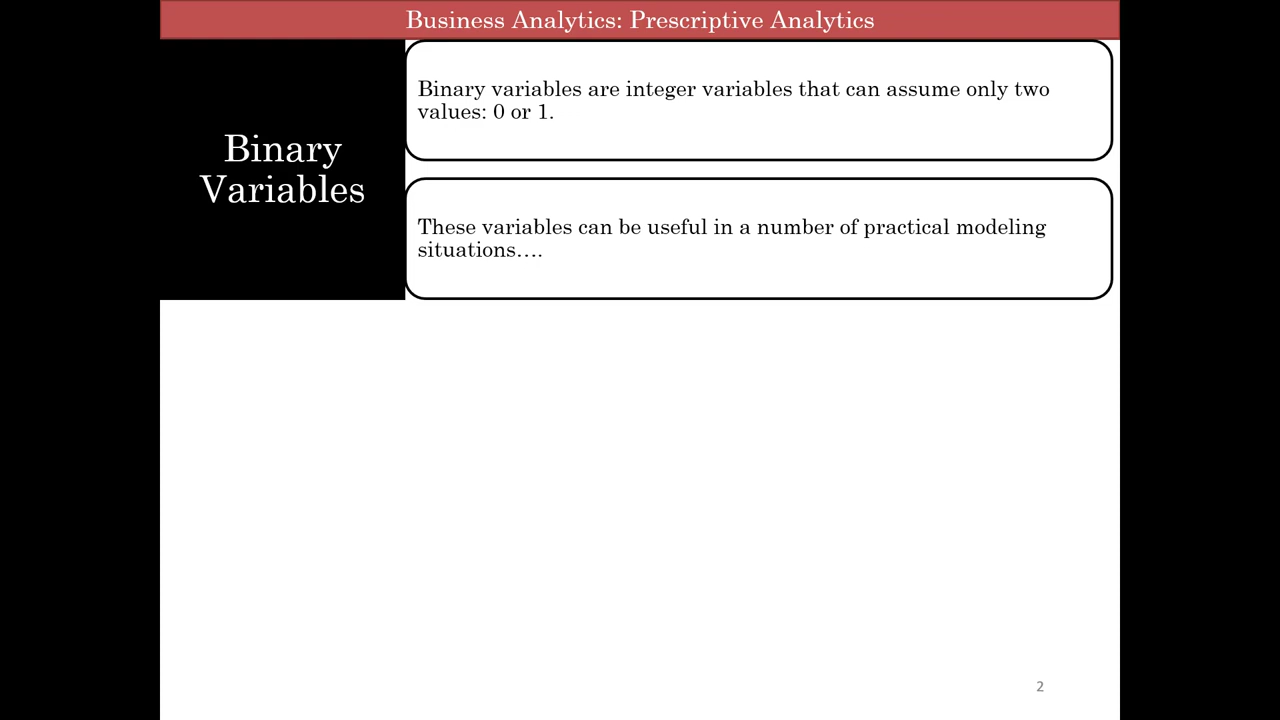 Business Analytics: Prescriptive Analytics
Binary
Variables
Binary variables are integer variables that can assume only two
values: 0 or 1.
These variables can be useful in a number of practical modeling
situations….
2